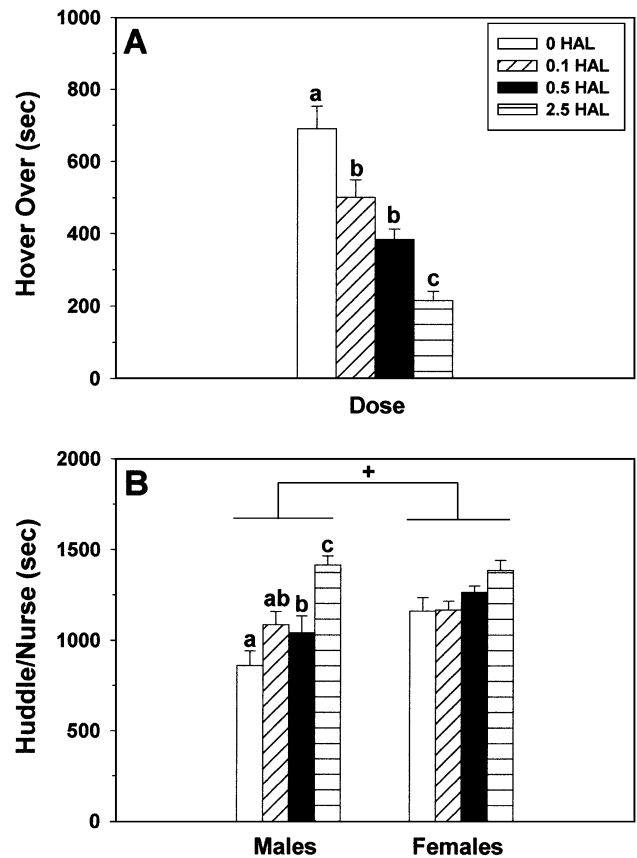 1000
A
0 HAL
0.1 HAL
0.5 HAL
2.5 HAL
800
a
600
b
400
b
c
200
0
Hover Over (sec)
Dose
2000
B
+
1500
c
ab
b
a
1000
500
0
Huddle/Nurse (sec)
Males Females